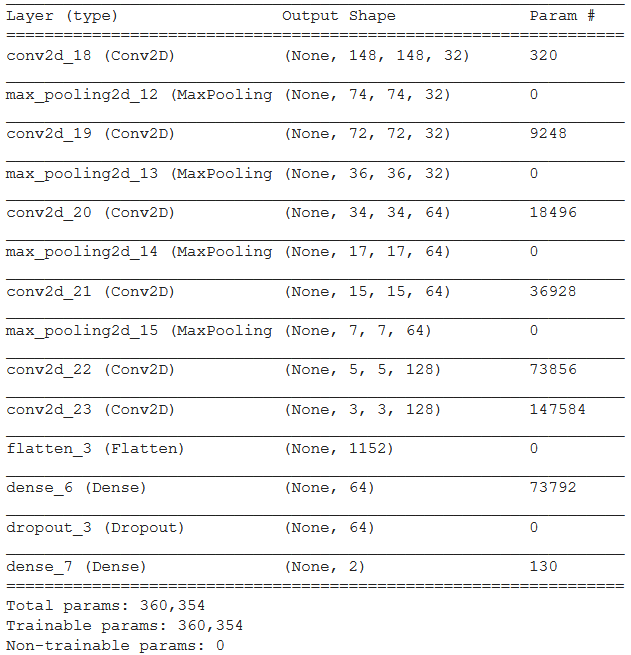 Layer (type) Output Shape Param #
=================================================================
conv2d_18 (Conv2D) (None, 148, 148, 32) 320
max_pooling2d_12 (MaxPooling (None, 74, 74, 32) 0
conv2d_19 (Conv2D) (None, 72, 72, 32) 9248
max_pooling2d_13 (MaxPooling (None, 36, 36, 32) 0
conv2d_20 (Conv2D) (None, 34, 34, 64) 18496
max_pooling2d_14 (MaxPooling (None, 17, 17, 64) 0
conv2d_21 (Conv2D) (None, 15, 15, 64) 36928
max_pooling2d_15 (MaxPooling (None, 7, 7, 64) 0
conv2d_22 (Conv2D) (None, 5, 5, 128) 73856
conv2d_23 (Conv2D) (None, 3, 3, 128) 147584
flatten_3 (Flatten) (None, 1152) 0
dense_6 (Dense) (None, 64) 73792
dropout_3 (Dropout) (None, 64) 0
dense_7 (Dense) (None, 2) 130
=================================================================
Total params: 360,354
Trainable params: 360,354
Non-trainable params: 0